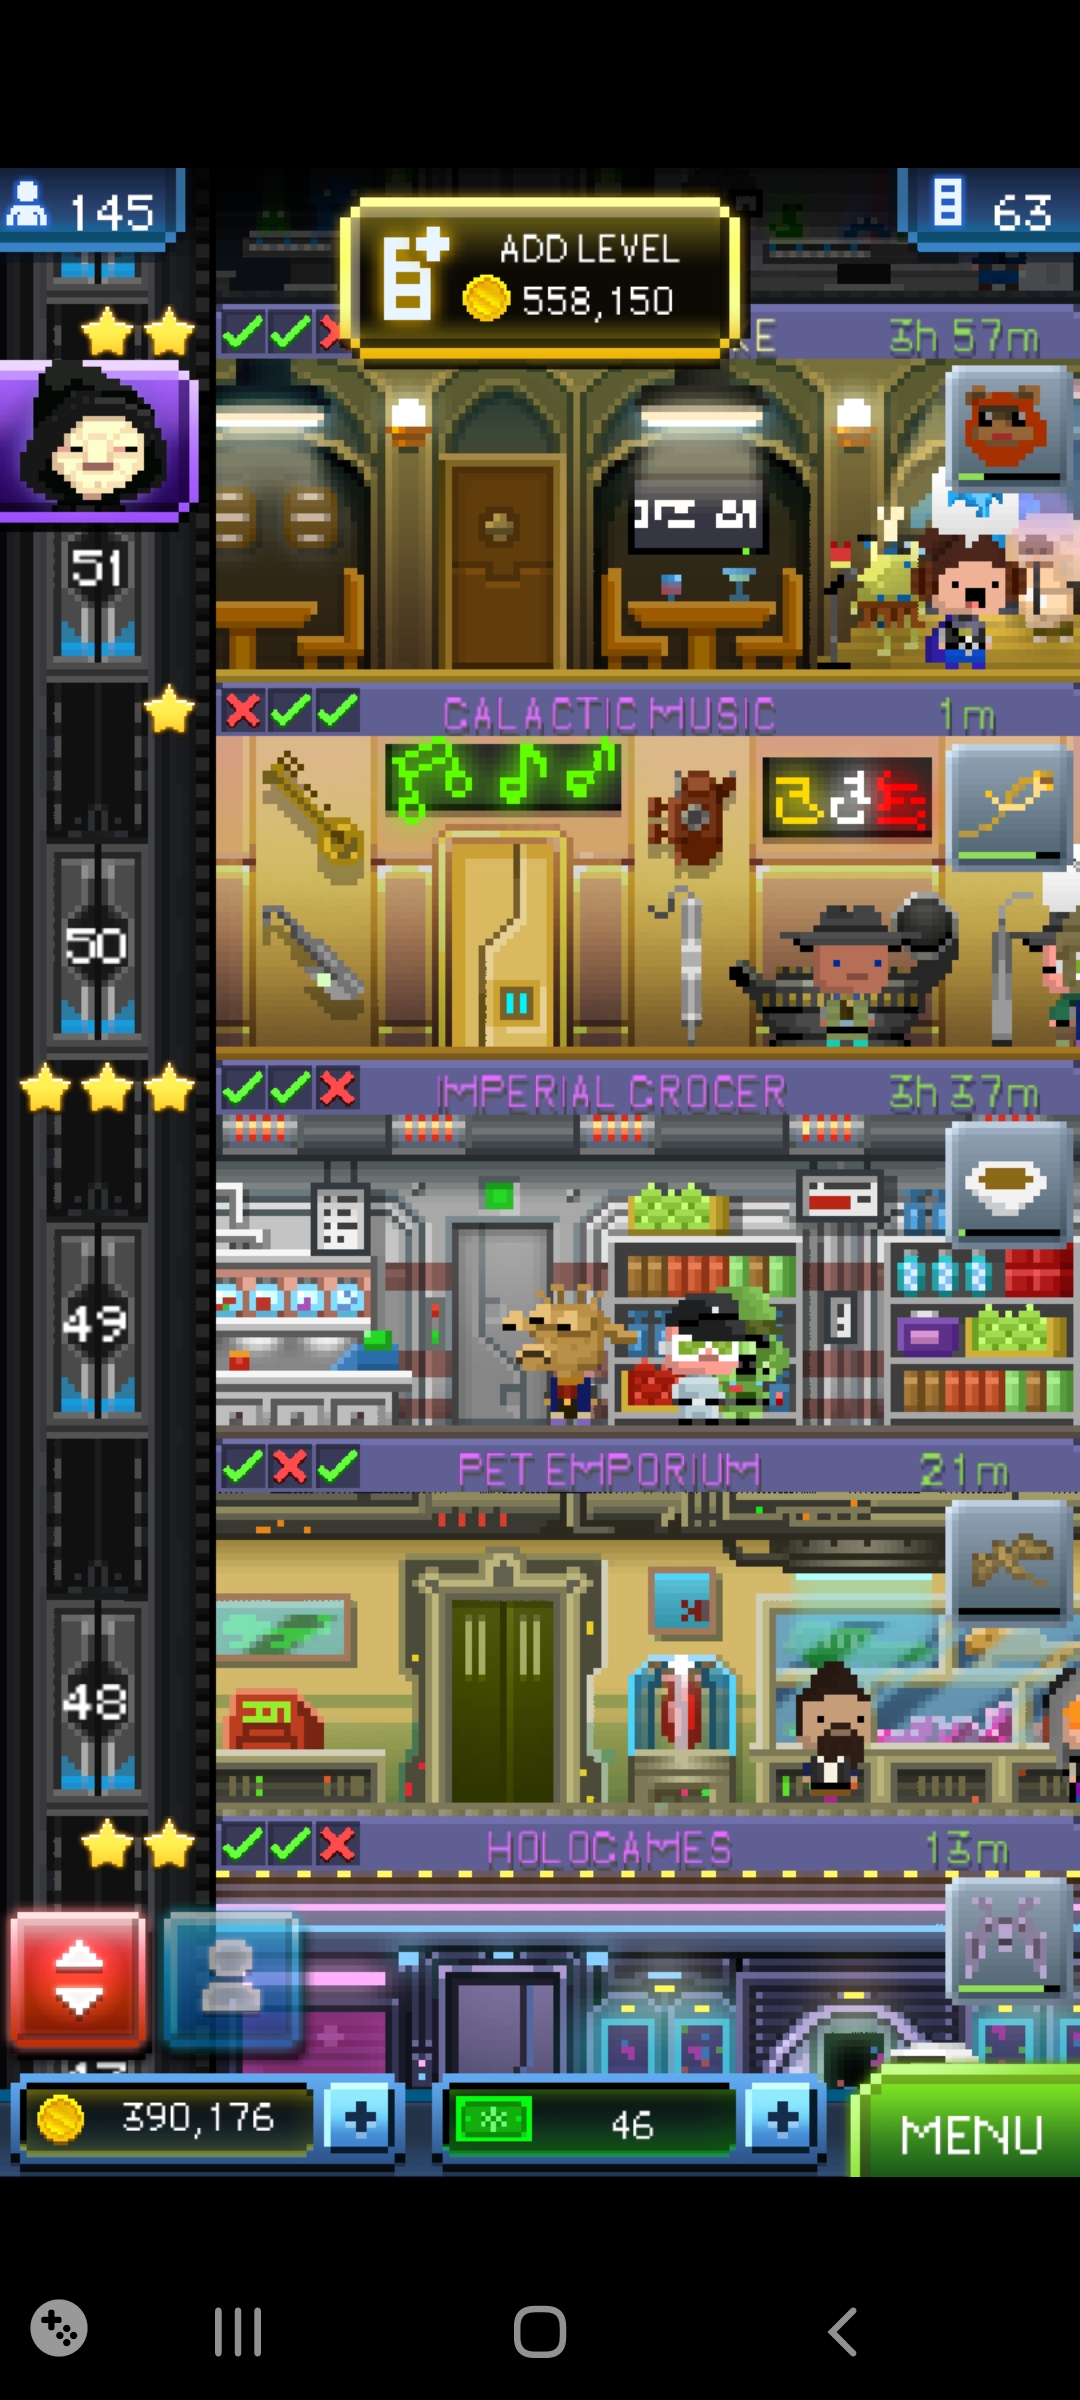 145
63
ADD LEVEL
558,150
KE
3h 57m
51
GALACTIC MUSIC
1m
50
IMPERIAL GROCER
3h 37m
49
PET EMPORIUM
21m
48
HOLOGAMES
13m
390,176
46
MENU